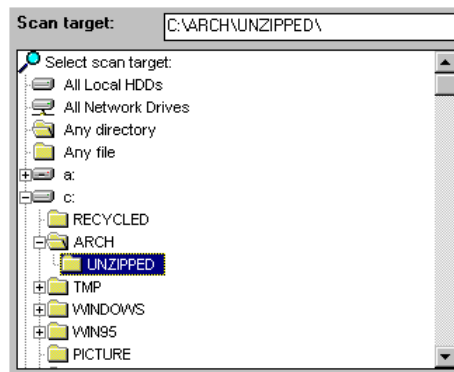 Scan target: C:\ARCH\UNZIPPED\
Select scan target:
All Local HDDs
All Network Drives
Any directory
Any file
a:
c:
RECYCLED
ARCH
UNZIPPED
TMP
WINDOWS
WIN95
PICTURE